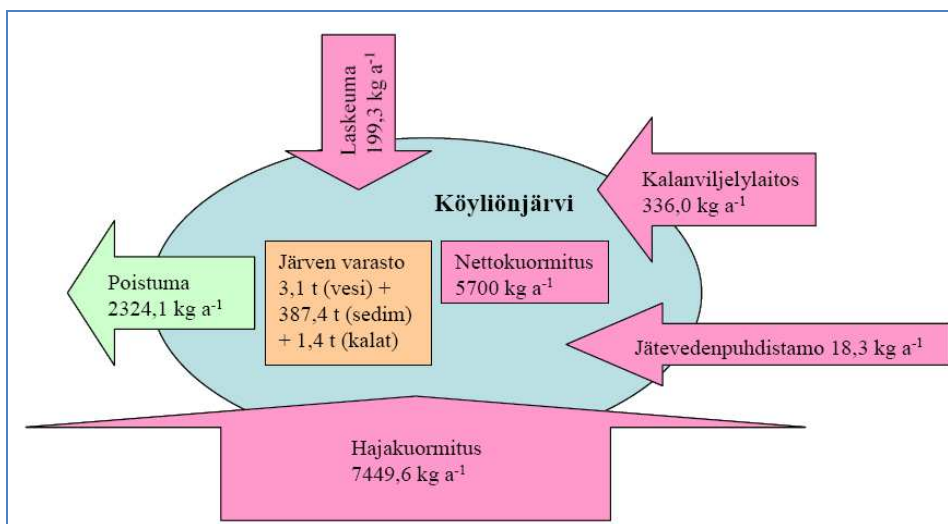 Laskeuma
199,3 kg a⁻¹
Kalanviljelylaitos
336,0 kg a⁻¹
Köyliönjärvi
Poistuma
2324,1 kg a⁻¹
Järven varasto
3,1 t (vesi) +
387,4 t (sedim)
+ 1,4 t (kalat)
Nettokuormitus
5700 kg a⁻¹
Jätevedenpuhdistamo 18,3 kg a⁻¹
Hajakuormitus
7449,6 kg a⁻¹